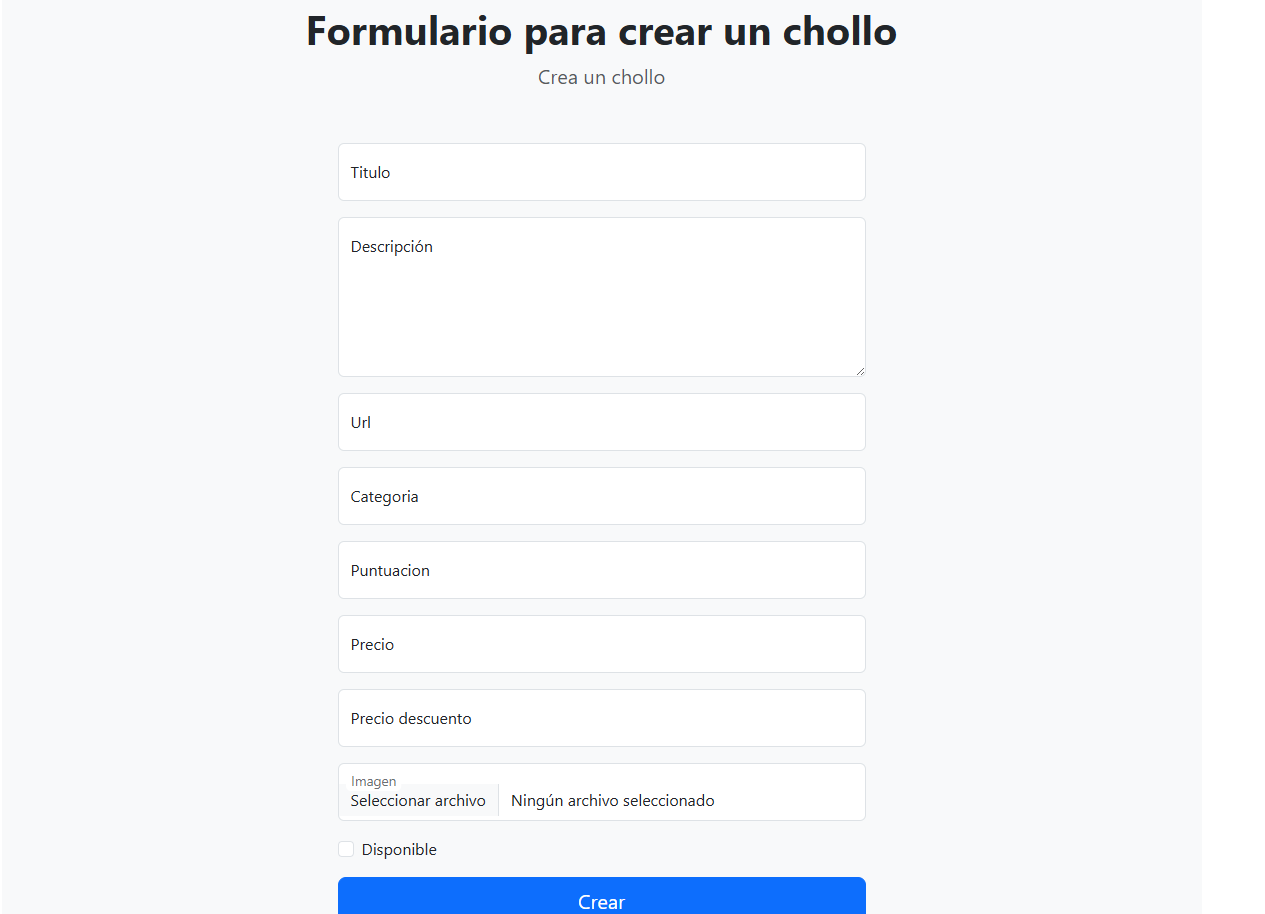 Formulario para crear un chollo
Crea un chollo
Titulo
Descripción
Url
Categoria
Puntuacion
Precio
Precio descuento
Imagen
Seleccionar archivo Ningún archivo seleccionado
Disponible
Crear